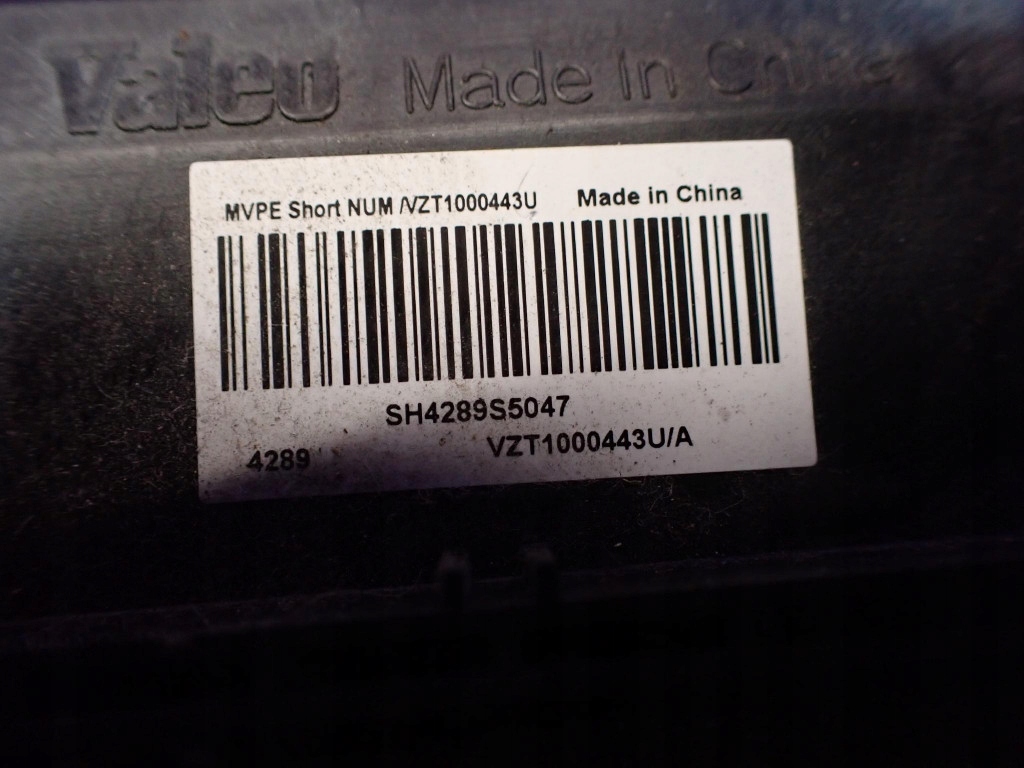 Valeo Made in China
MVPE Short NUM /VZT1000443U Made in China
SH4289S5047
4289 VZT1000443U/A